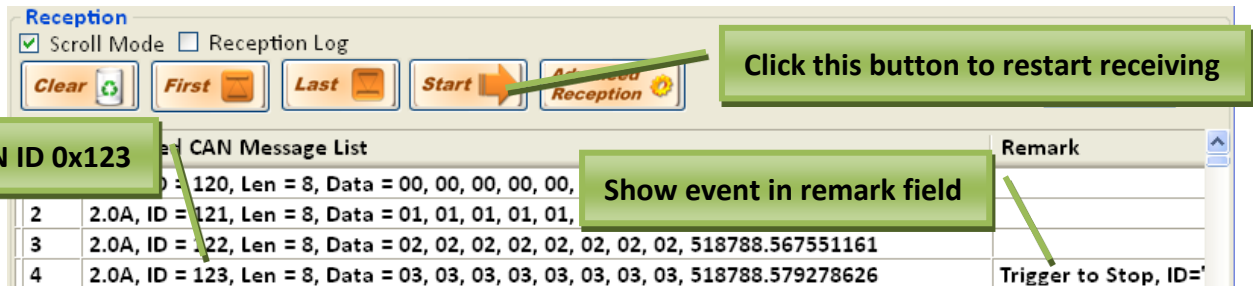 Reception
Scroll Mode Reception Log
Clear First Last Start Advanced Reception
Click this button to restart receiving
ID 0x123
CAN Message List Remark
= 120, Len = 8, Data = 00, 00, 00, 00, 00,
Show event in remark field
2 2.0A, ID = 121, Len = 8, Data = 01, 01, 01, 01, 01,
3 2.0A, ID = 122, Len = 8, Data = 02, 02, 02, 02, 02, 02, 02, 02, 518788.567551161
4 2.0A, ID = 123, Len = 8, Data = 03, 03, 03, 03, 03, 03, 03, 03, 518788.579278626 Trigger to Stop, ID='